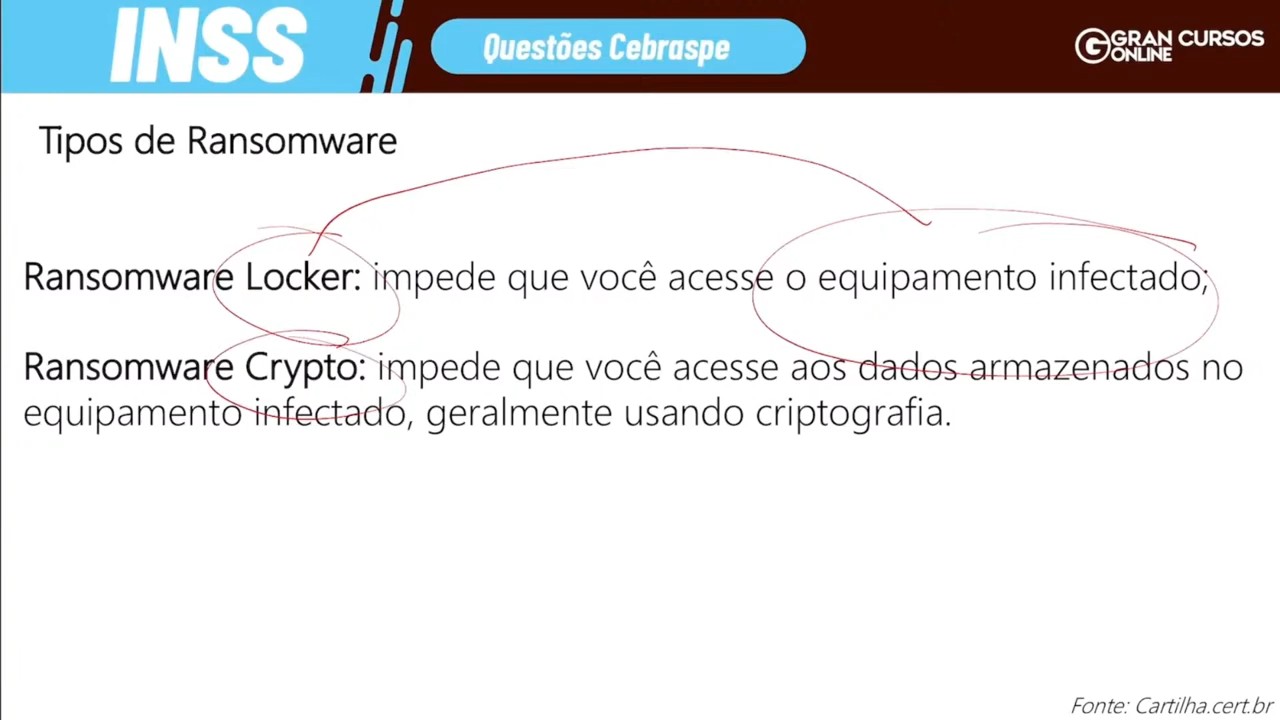 INSS
Questões Cebraspe
GRAN CURSOS
ONLINE
Tipos de Ransomware
Ransomware Locker: impede que você acesse o equipamento infectado;
Ransomware Crypto: impede que você acesse aos dados armazenados no
equipamento infectado, geralmente usando criptografia.
Fonte: Cartilha.cert.br